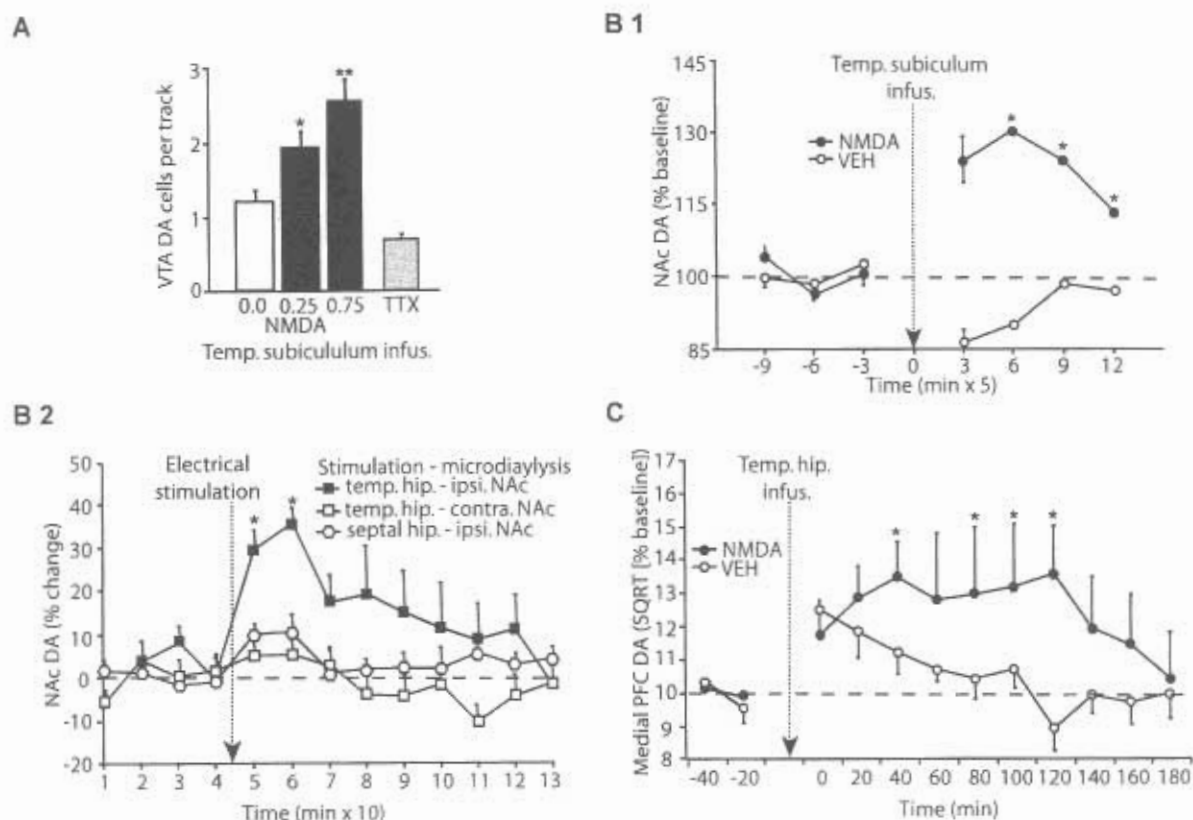 A
VTA DA cells per track
3
2
1
0
*
**
0.0 0.25 0.75 TTX
NMDA
Temp. subicululum infus.
B 1
NAc DA (% baseline)
145
130
115
100
85
Temp. subiculum
infus.
NMDA
VEH
* * *
-9 -6 -3 0 3 6 9 12
Time (min x 5)
B 2
NAc DA (% change)
50
40
30
20
10
0
-10
-20
Electrical
stimulation
Stimulation - microdiaylysis
temp. hip. - ipsi. NAc
temp. hip. - contra. NAc
septal hip. - ipsi. NAc
* *
1 2 3 4 5 6 7 8 9 10 11 12 13
Time (min x 10)
C
Medial PFC DA (SQRT [% baseline])
17
16
15
14
13
12
11
10
9
8
Temp. hip.
infus.
NMDA
VEH
* * * *
-40 -20 0 20 40 60 80 100 120 140 160 180
Time (min)